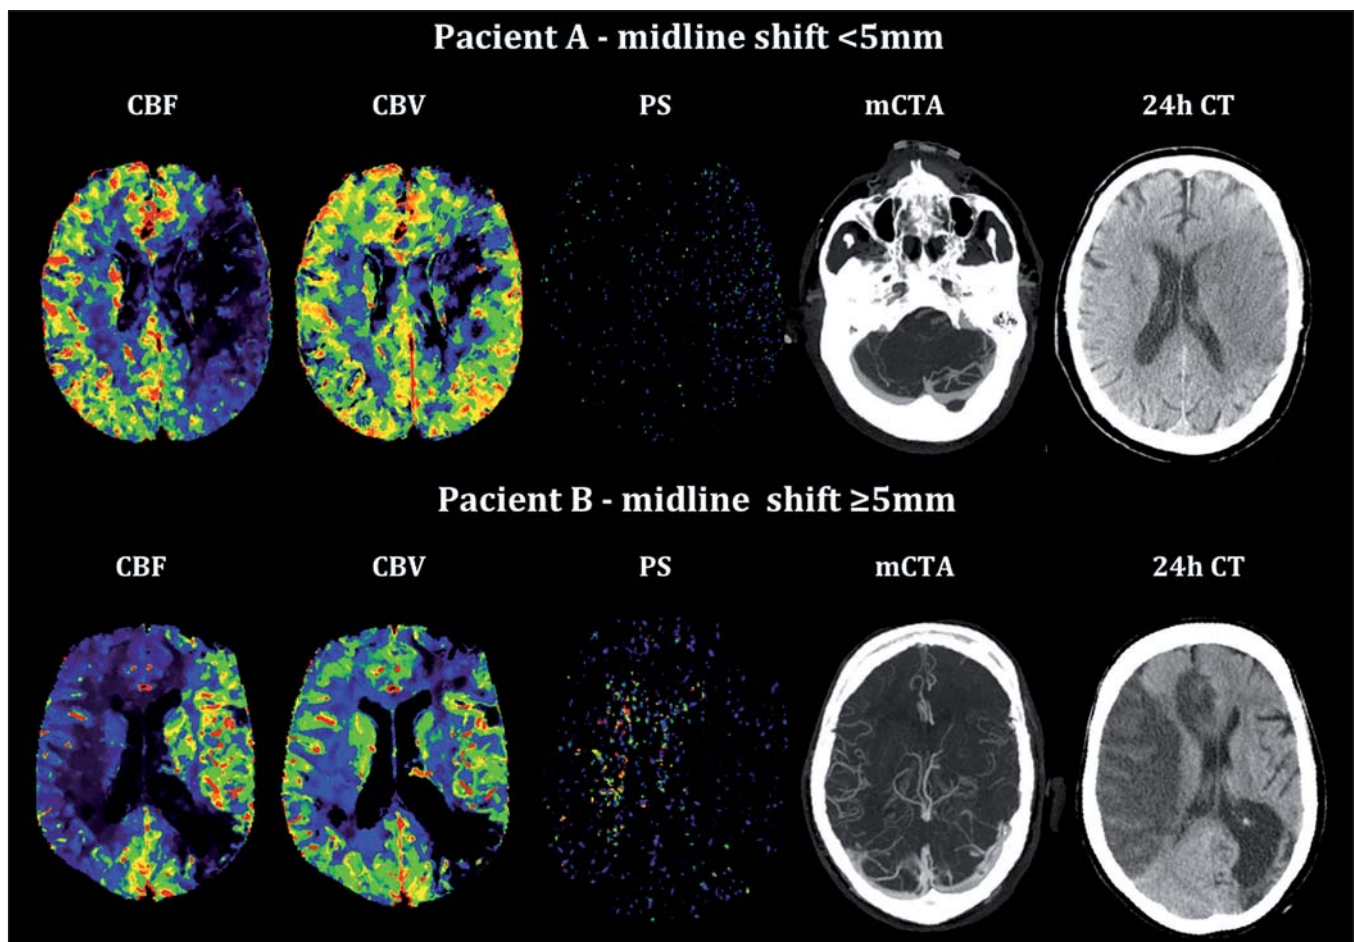 Pacient A - midline shift <5mm
CBF CBV PS mCTA 24h CT
Pacient B - midline shift ≥5mm
CBF CBV PS mCTA 24h CT